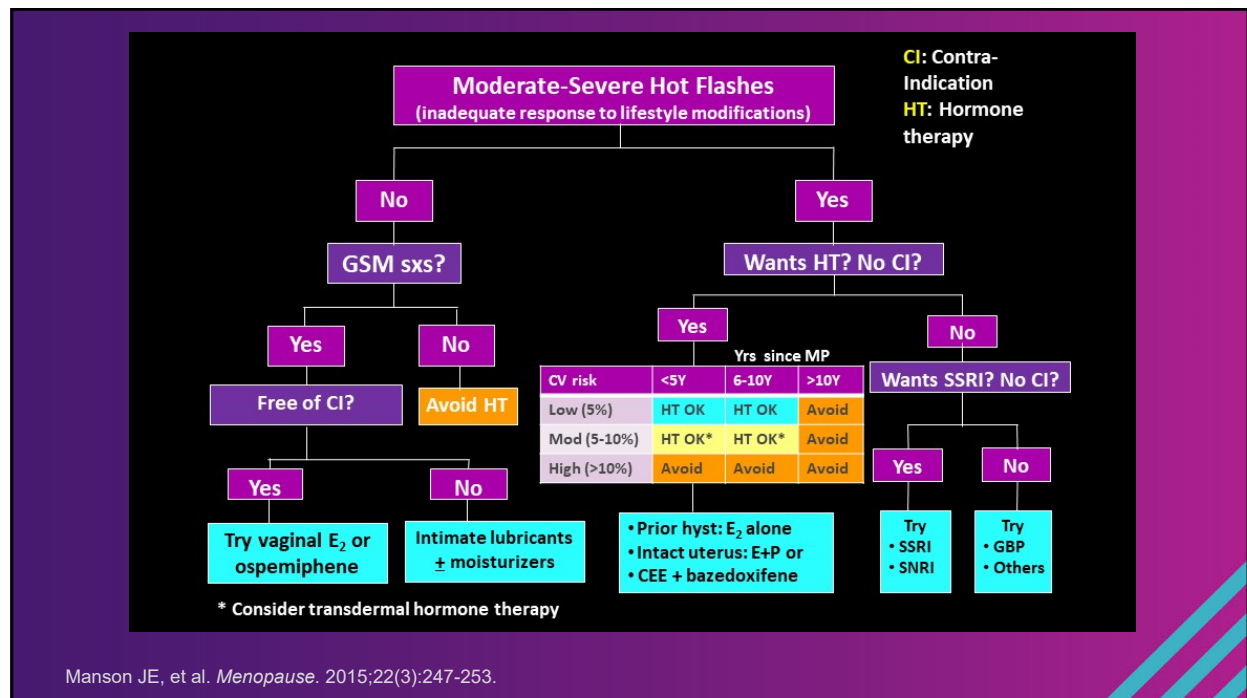 Moderate-Severe Hot Flashes
(inadequate response to lifestyle modifications)
CI: Contra-
Indication
HT: Hormone
therapy
No
Yes
GSM sxs?
Wants HT? No CI?
Yes
No
Yes
No
Free of CI?
Avoid HT
Yrs since MP
CV risk <5Y 6-10Y >10Y
Low (5%) HT OK HT OK Avoid
Mod (5-10%) HT OK* HT OK* Avoid
High (>10%) Avoid Avoid Avoid
Wants SSRI? No CI?
Yes
No
Yes
No
Try vaginal E₂ or
ospemiphene
Intimate lubricants
± moisturizers
• Prior hyst: E₂ alone
• Intact uterus: E+P or
• CEE + bazedoxifene
Try
• SSRI
• SNRI
Try
• GBP
• Others
* Consider transdermal hormone therapy
Manson JE, et al. Menopause. 2015;22(3):247-253.